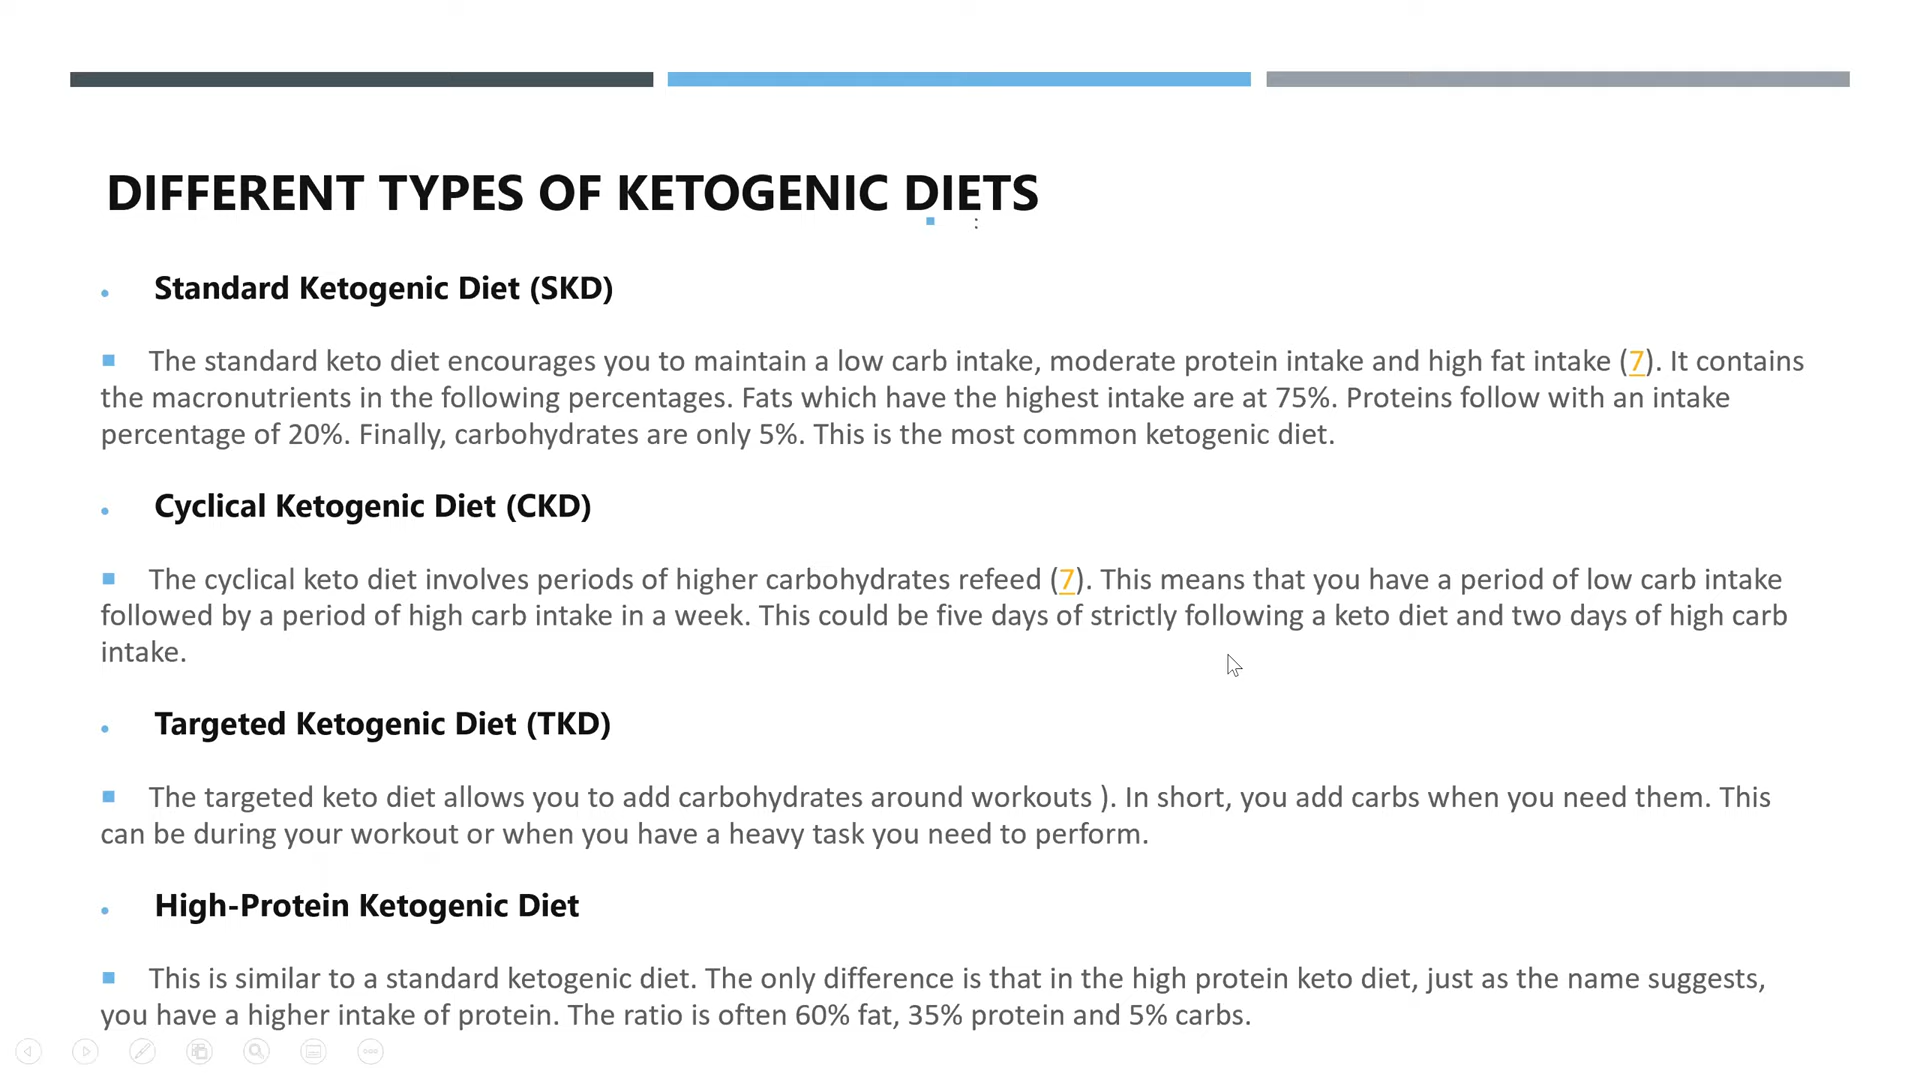 DIFFERENT TYPES OF KETOGENIC DIETS
:
Standard Ketogenic Diet (SKD)
The standard keto diet encourages you to maintain a low carb intake, moderate protein intake and high fat intake (7). It contains
the macronutrients in the following percentages. Fats which have the highest intake are at 75%. Proteins follow with an intake
percentage of 20%. Finally, carbohydrates are only 5%. This is the most common ketogenic diet.
Cyclical Ketogenic Diet (CKD)
The cyclical keto diet involves periods of higher carbohydrates refeed (7). This means that you have a period of low carb intake
followed by a period of high carb intake in a week. This could be five days of strictly following a keto diet and two days of high carb
intake.
Targeted Ketogenic Diet (TKD)
The targeted keto diet allows you to add carbohydrates around workouts ). In short, you add carbs when you need them. This
can be during your workout or when you have a heavy task you need to perform.
High-Protein Ketogenic Diet
This is similar to a standard ketogenic diet. The only difference is that in the high protein keto diet, just as the name suggests,
you have a higher intake of protein. The ratio is often 60% fat, 35% protein and 5% carbs.